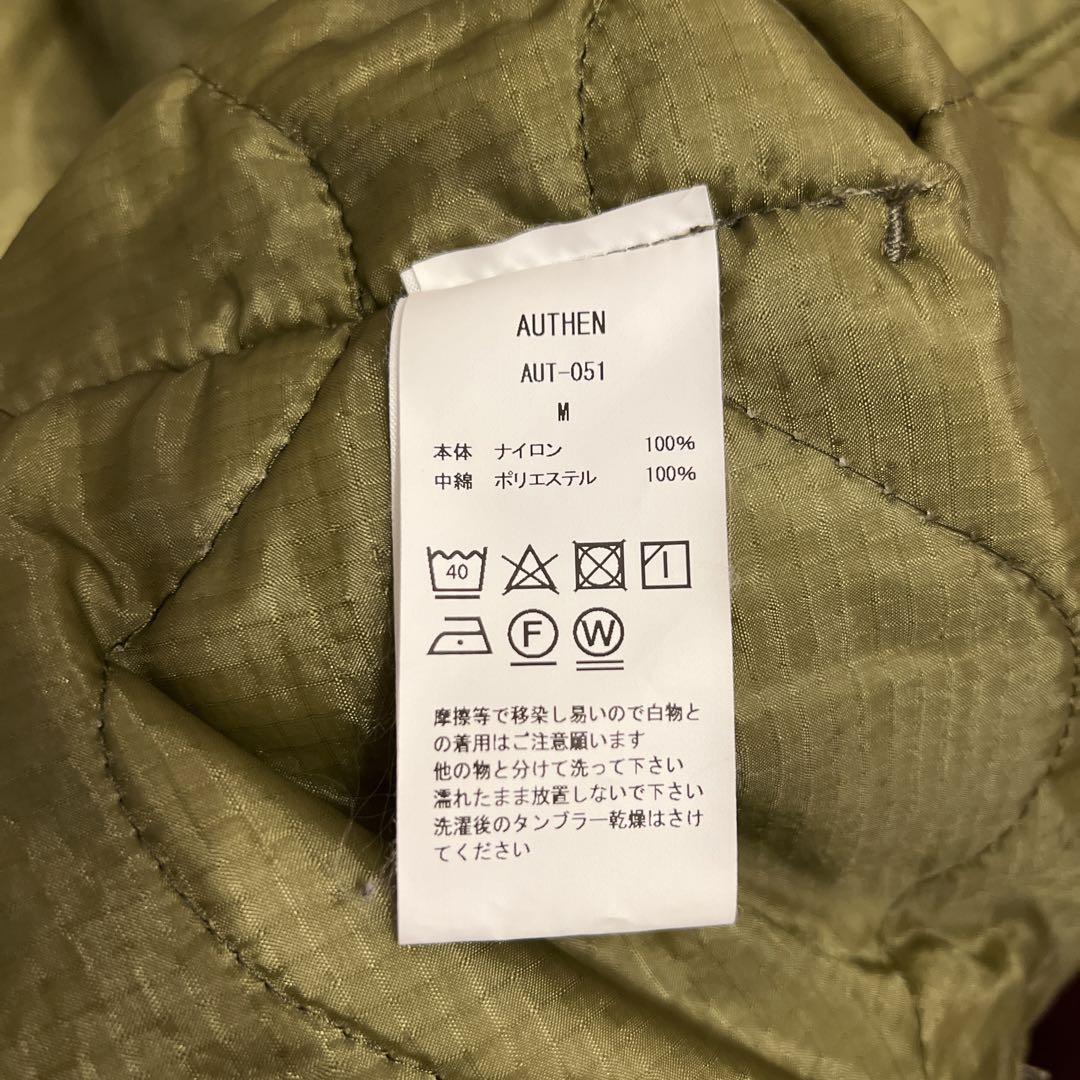 AUTHEN
AUT-051
M
本体 ナイロン 100%
中綿 ポリエステル 100%
40
F W
摩擦等で移染し易いので白物と
の着用はご注意願います
他の物と分けて洗って下さい
濡れたまま放置しないで下さい
洗濯後のタンブラー乾燥はさけ
てください